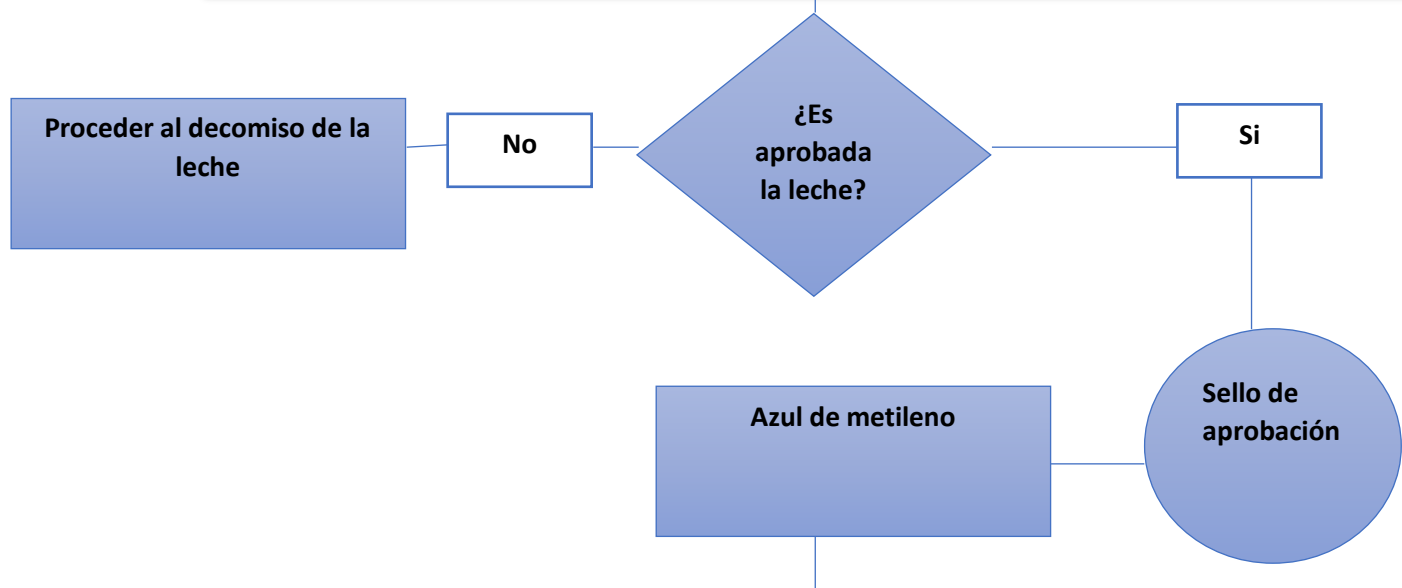 Proceder al decomiso de la
leche
No
¿Es
aprobada
la leche?
Si
Azul de metileno
Sello de
aprobación